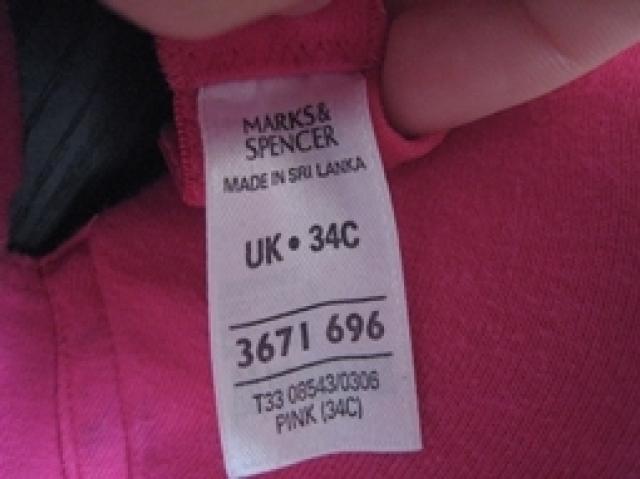 MARKS&
SPENCER
MADE IN SRI LANKA
UK • 34C
3671 696
T33 08543/0306
PINK (34C)